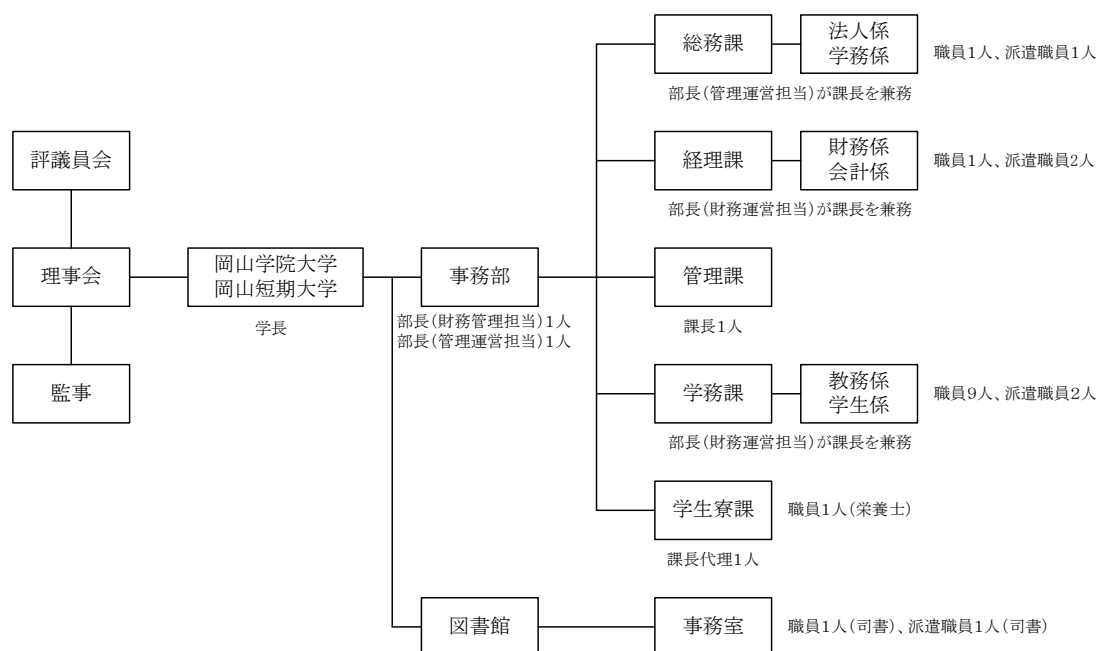 総務課
法人係
学務係
職員1人、派遣職員1人
部長(管理運営担当)が課長を兼務
評議員会
経理課
財務係
会計係
職員1人、派遣職員2人
部長(財務運営担当)が課長を兼務
理事会
岡山学院大学
岡山短期大学
学長
事務部
部長(財務管理担当)1人
部長(管理運営担当)1人
管理課
課長1人
監事
学務課
教務係
学生係
職員9人、派遣職員2人
部長(財務運営担当)が課長を兼務
学生寮課
職員1人(栄養士)
課長代理1人
図書館
事務室
職員1人(司書)、派遣職員1人(司書)